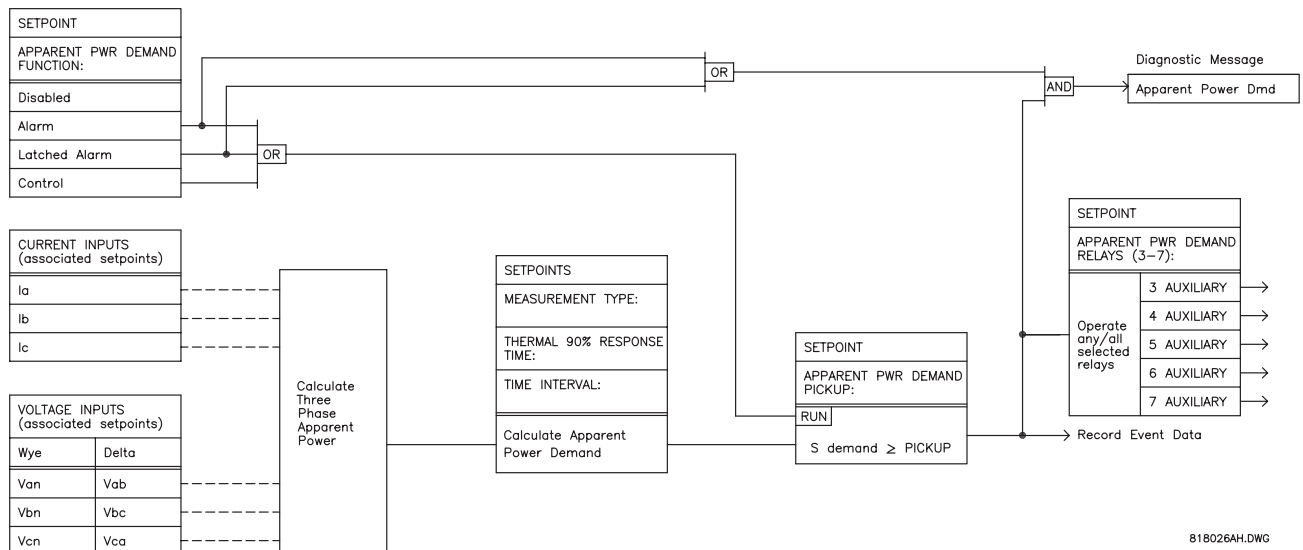 SETPOINT
APPARENT PWR DEMAND
FUNCTION:
Disabled
Alarm
Latched Alarm
Control
OR
OR
AND
Diagnostic Message
Apparent Power Dmd
CURRENT INPUTS
(associated setpoints)
Ia
Ib
Ic
VOLTAGE INPUTS
(associated setpoints)
Wye Delta
Van Vab
Vbn Vbc
Vcn Vca
Calculate
Three
Phase
Apparent
Power
SETPOINTS
MEASUREMENT TYPE:
THERMAL 90% RESPONSE
TIME:
TIME INTERVAL:
Calculate Apparent
Power Demand
SETPOINT
APPARENT PWR DEMAND
PICKUP:
RUN
S demand ≥ PICKUP
SETPOINT
APPARENT PWR DEMAND
RELAYS (3-7):
Operate
any/all
selected
relays
3 AUXILIARY
4 AUXILIARY
5 AUXILIARY
6 AUXILIARY
7 AUXILIARY
Record Event Data
818026AH.DWG